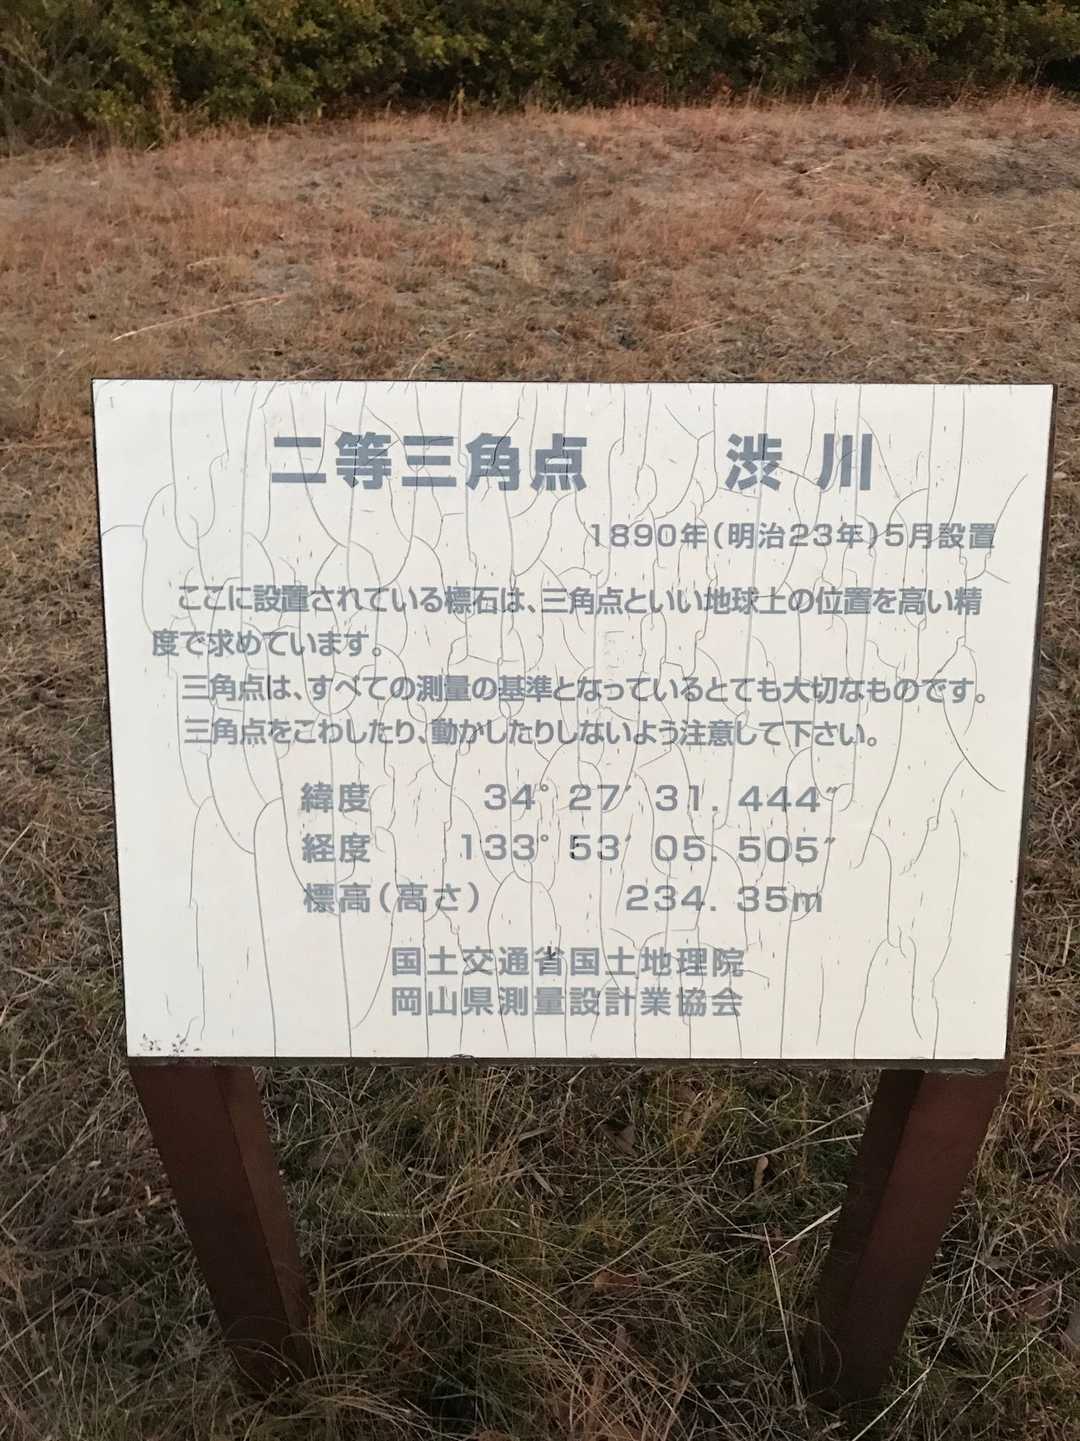 二等三角点　渋川
1890年(明治23年)5月設置
ここに設置されている標石は、三角点といい地球上の位置を高い精
度で求めています。
三角点は、すべての測量の基準となっているとても大切なものです。
三角点をこわしたり、動かしたりしないよう注意して下さい。
緯度　34°27′31.444″
経度　133°53′05.505″
標高(高さ)　234.35m
国土交通省国土地理院
岡山県測量設計業協会